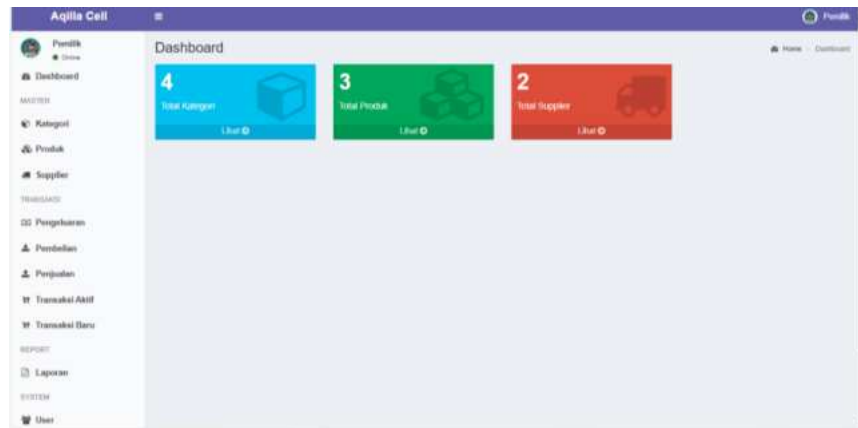 Aqilla Cell
Pemilik
Pemilik
Online
Dashboard
Home Dashboard
Dashboard
MASTER
Kategori
Produk
Supplier
TRANSAKSI
Pengeluaran
Pembelian
Penjualan
Transaksi Aktif
Transaksi Baru
REPORT
Laporan
SYSTEM
User
4
Total Kategori
Lihat
3
Total Produk
Lihat
2
Total Supplier
Lihat